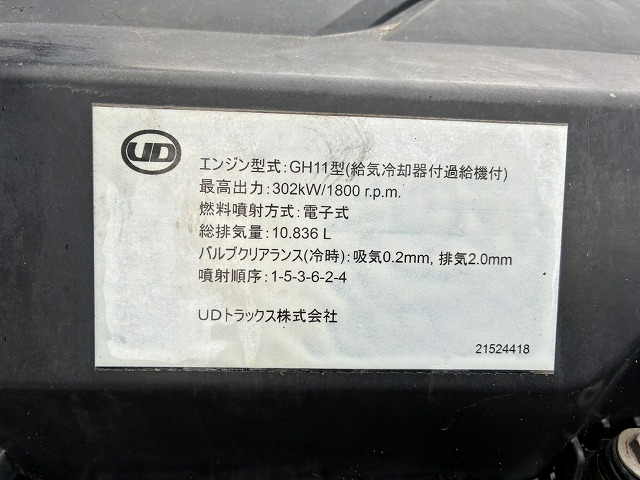 UD
エンジン型式:GH11型(給気冷却器付過給機付)
最高出力:302kW/1800 r.p.m.
燃料噴射方式:電子式
総排気量:10.836 L
バルブクリアランス(冷時):吸気0.2mm, 排気2.0mm
噴射順序:1-5-3-6-2-4
UDトラックス株式会社
21524418